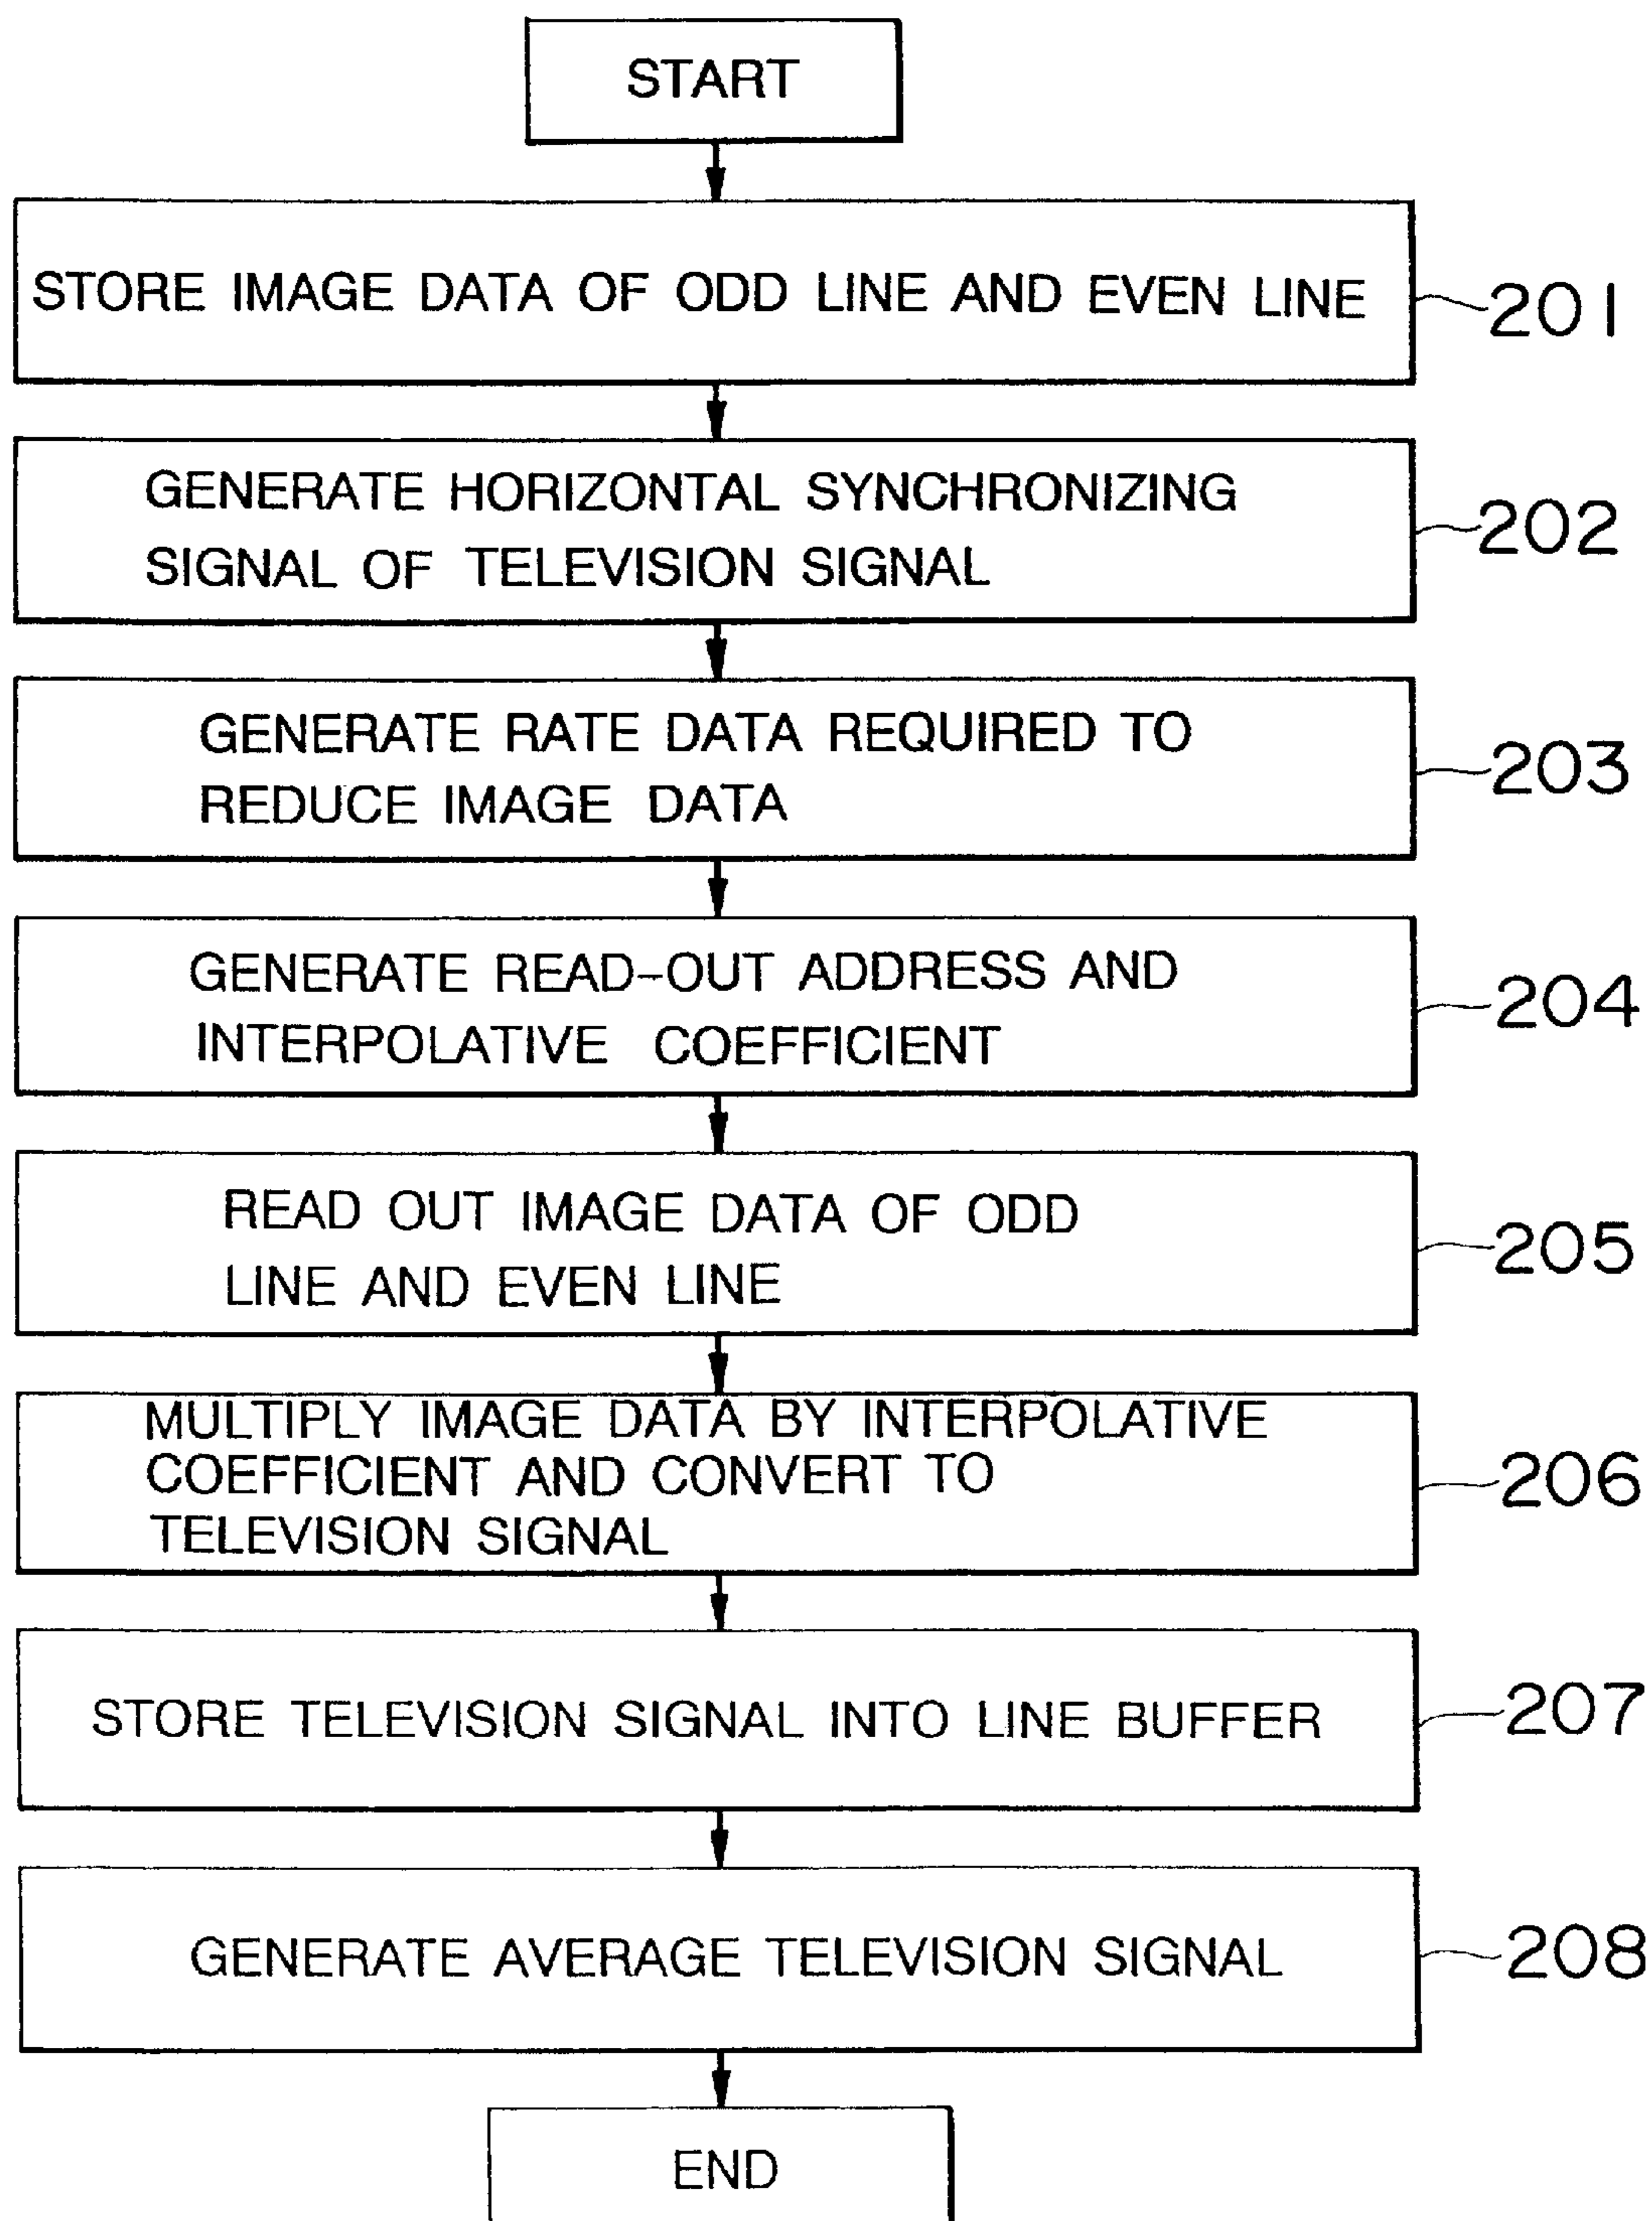 START
STORE IMAGE DATA OF ODD LINE AND EVEN LINE
201
GENERATE HORIZONTAL SYNCHRONIZING
SIGNAL OF TELEVISION SIGNAL
202
GENERATE RATE DATA REQUIRED TO
REDUCE IMAGE DATA
203
GENERATE READ-OUT ADDRESS AND
INTERPOLATIVE COEFFICIENT
204
READ OUT IMAGE DATA OF ODD
LINE AND EVEN LINE
205
MULTIPLY IMAGE DATA BY INTERPOLATIVE
COEFFICIENT AND CONVERT TO
TELEVISION SIGNAL
206
STORE TELEVISION SIGNAL INTO LINE BUFFER
207
GENERATE AVERAGE TELEVISION SIGNAL
208
END